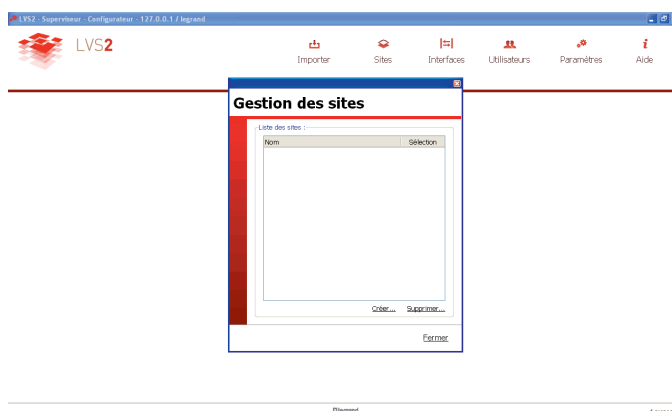 LVS2 - Superviseur - Configurateur - 127.0.0.1 / legrand
LVS2
Importer Sites Interfaces Utilisateurs Paramètres Aide
Gestion des sites
Liste des sites :
Nom Sélection
Créer... Supprimer...
Fermer